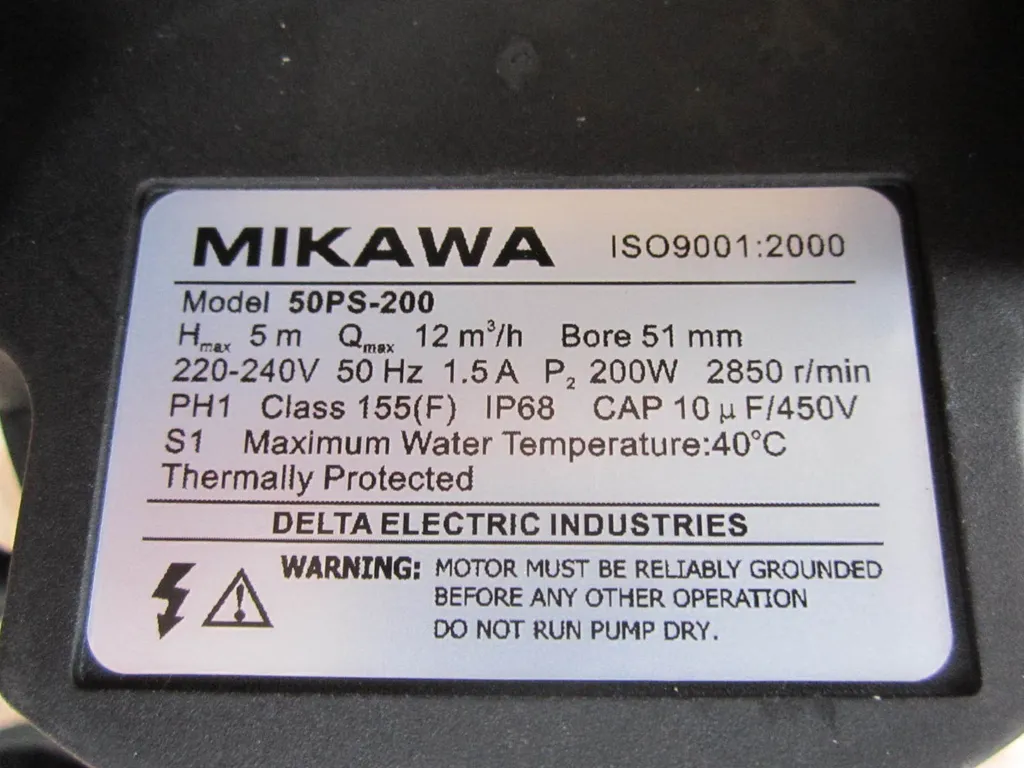 MIKAWA ISO9001:2000
Model 50PS-200
Hmax 5 m Qmax 12 m³/h Bore 51 mm
220-240V 50 Hz 1.5 A P₂ 200W 2850 r/min
PH1 Class 155(F) IP68 CAP 10 µ F/450V
S1 Maximum Water Temperature:40°C
Thermally Protected
DELTA ELECTRIC INDUSTRIES
WARNING: MOTOR MUST BE RELIABLY GROUNDED
BEFORE ANY OTHER OPERATION
DO NOT RUN PUMP DRY.